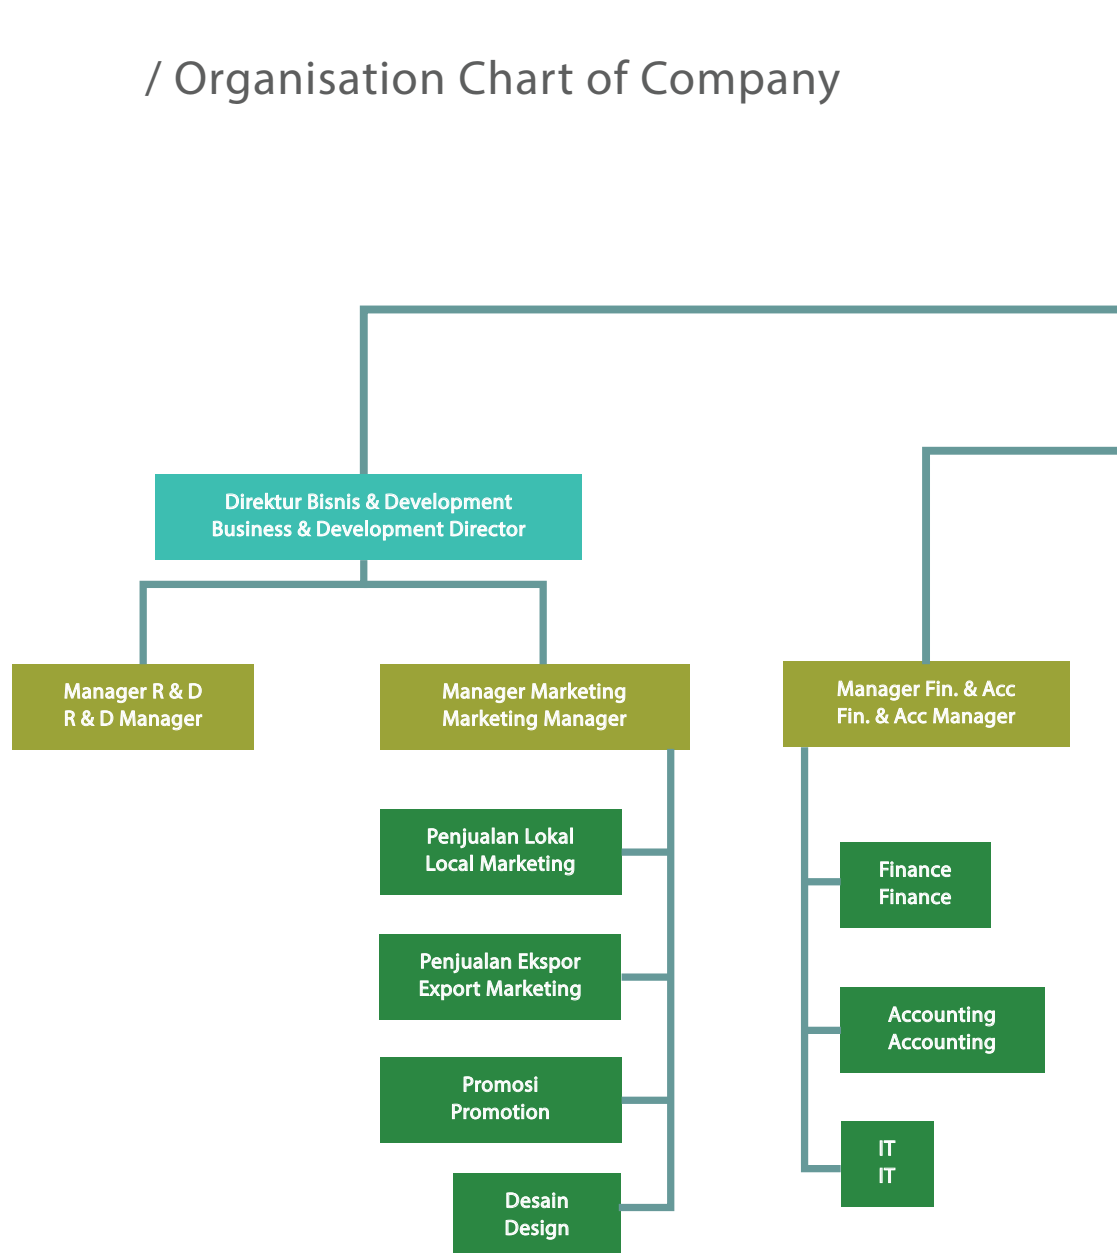 / Organisation Chart of Company
Direktur Bisnis & Development
Business & Development Director
Manager R & D
R & D Manager
Manager Marketing
Marketing Manager
Manager Fin. & Acc
Fin. & Acc Manager
Penjualan Lokal
Local Marketing
Penjualan Ekspor
Export Marketing
Promosi
Promotion
Desain
Design
Finance
Finance
Accounting
Accounting
IT
IT